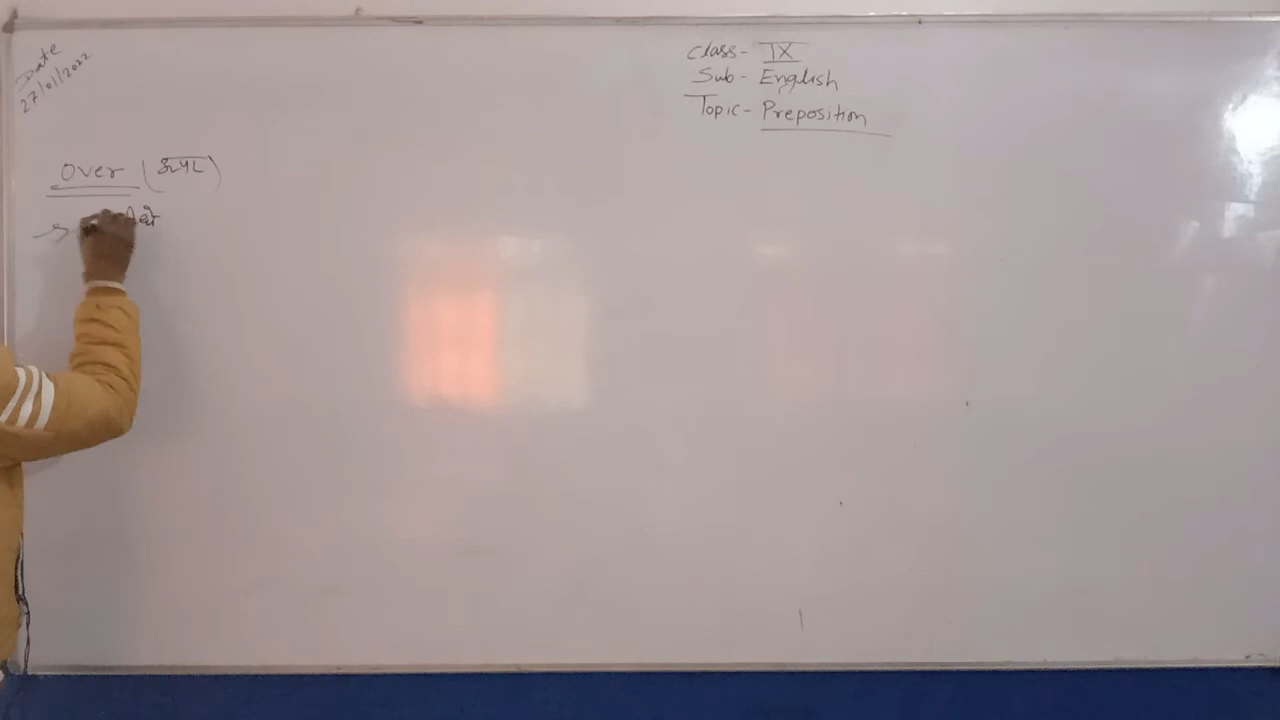 Date
27/01/2022
Class- IX
Sub- English
Topic- Preposition
Over (ऊपर)
→